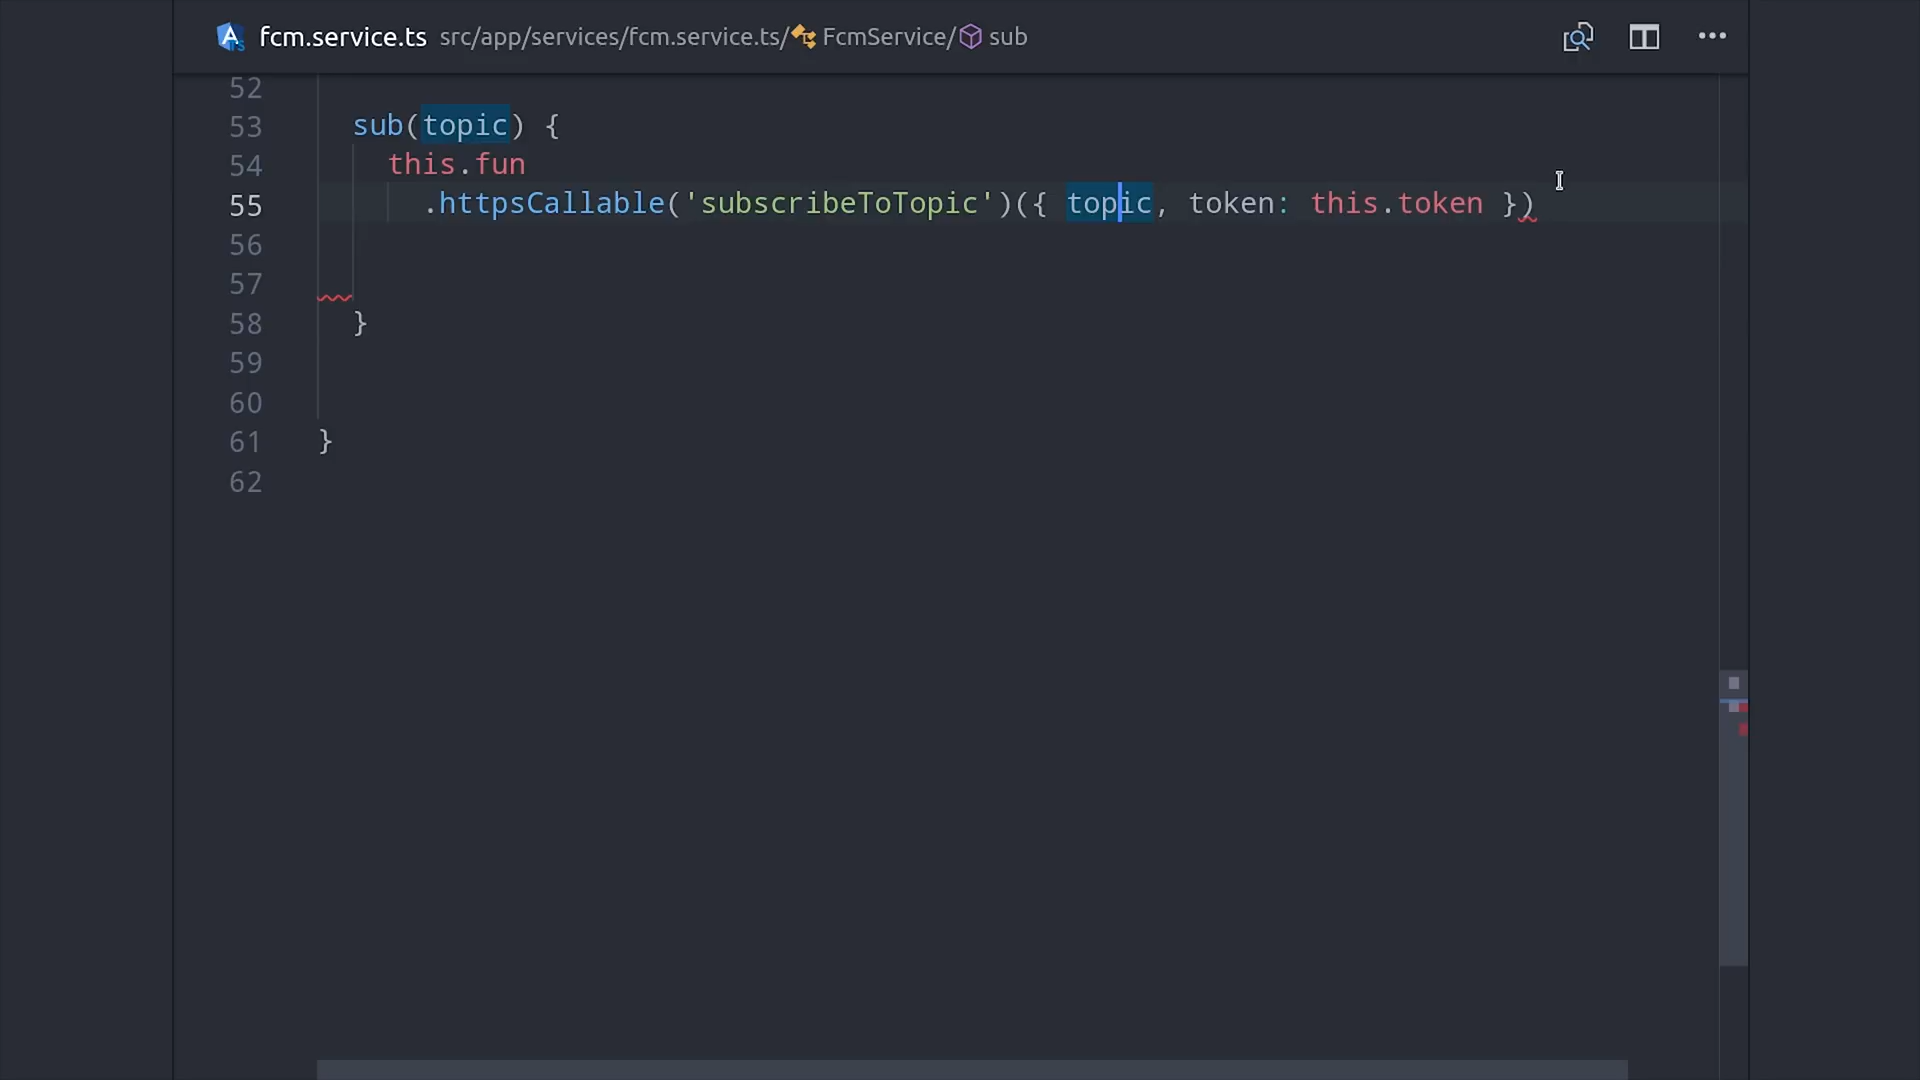 fcm.service.ts src/app/services/fcm.service.ts/ FcmService/ sub
52
53 sub(topic) {
54 this.fun
55 .httpsCallable('subscribeToTopic')({ topic, token: this.token })
56
57
58 }
59
60
61 }
62